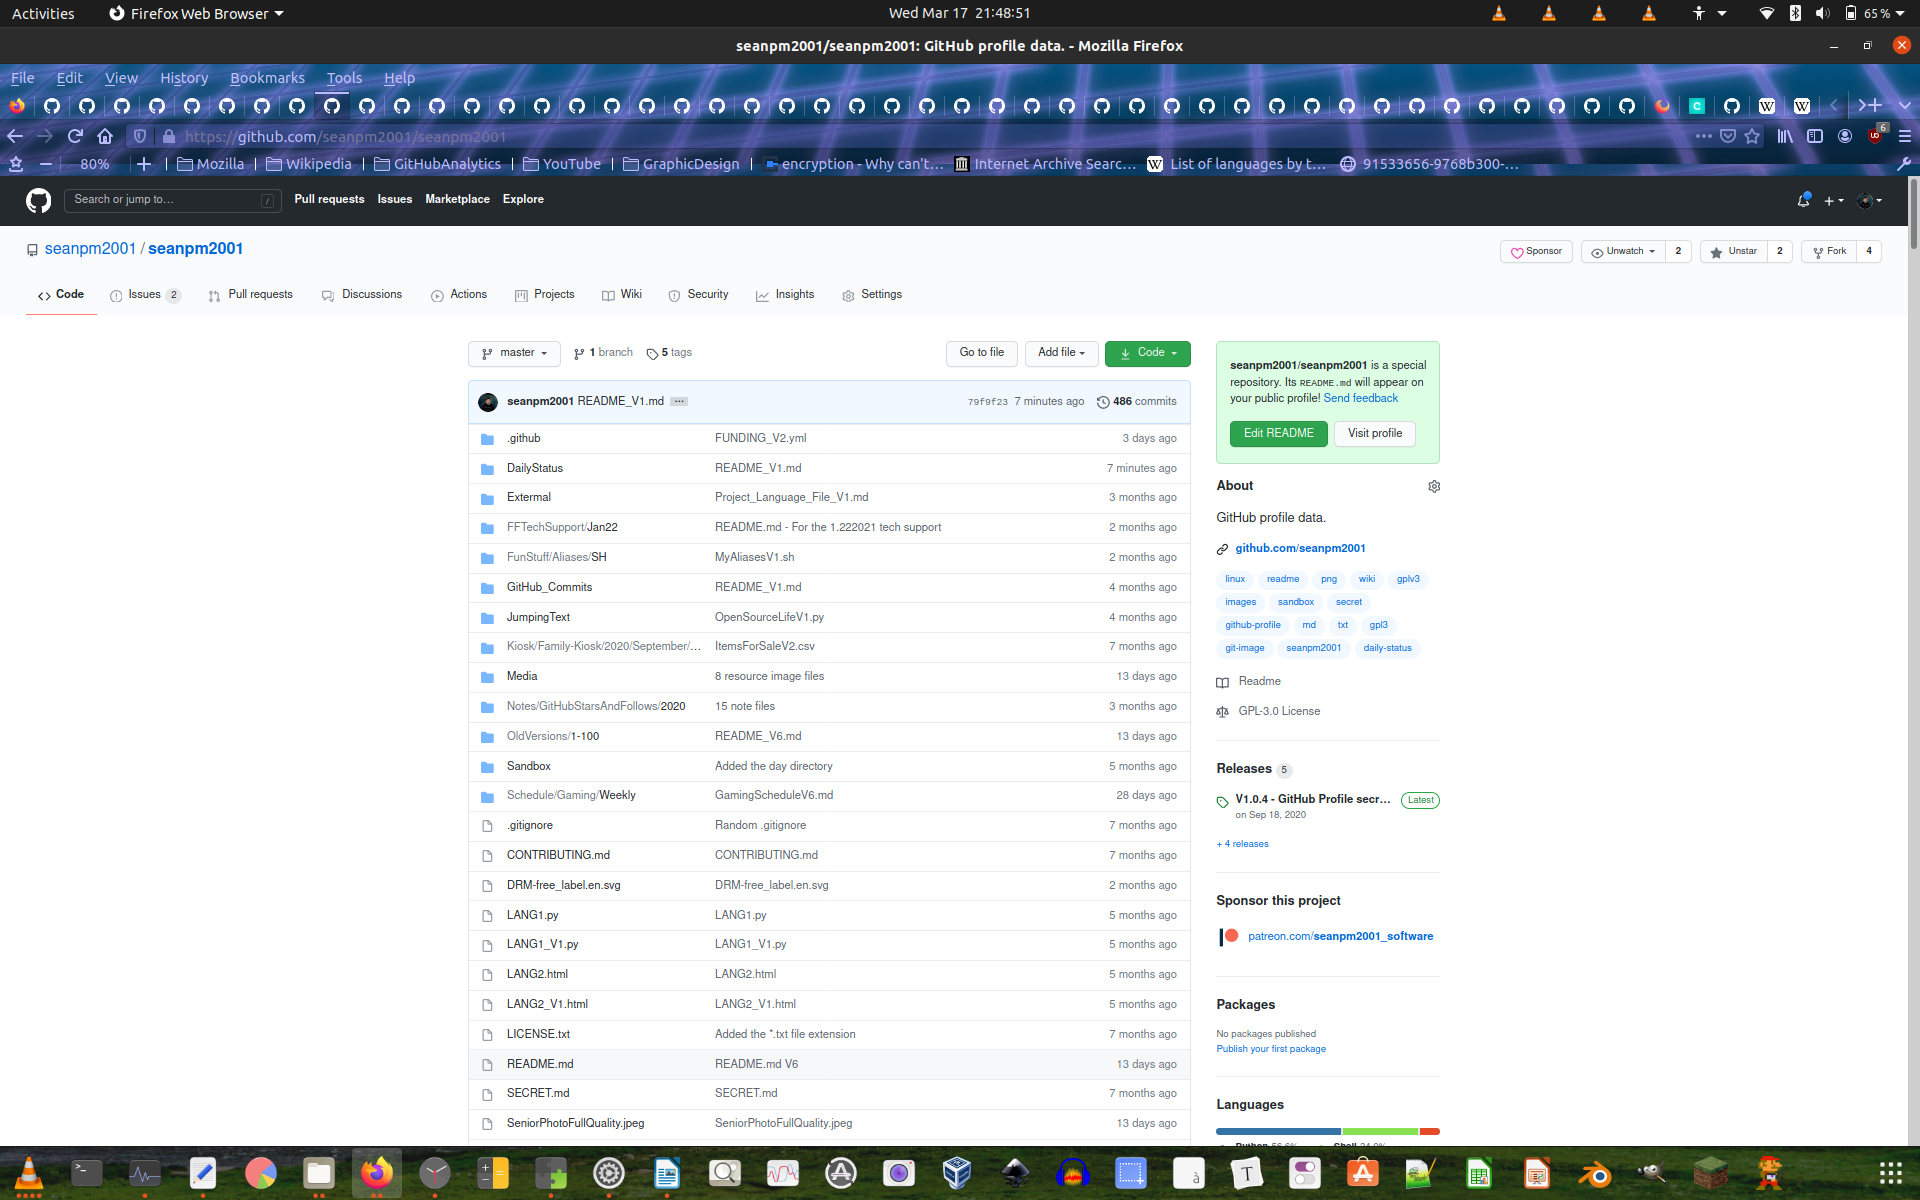 Activities Firefox Web Browser Wed Mar 17 21:48:51 65 %
seanpm2001/seanpm2001: GitHub profile data. - Mozilla Firefox
File Edit View History Bookmarks Tools Help
https://github.com/seanpm2001/seanpm2001 6
80% Mozilla Wikipedia GitHubAnalytics YouTube GraphicDesign encryption - Why can't… Internet Archive Searc… List of languages by t… 91533656-9768b300-…
Search or jump to… / Pull requests Issues Marketplace Explore
seanpm2001 / seanpm2001 Sponsor Unwatch 2 Unstar 2 Fork 4
Code Issues 2 Pull requests Discussions Actions Projects Wiki Security Insights Settings
master 1 branch 5 tags Go to file Add file Code
seanpm2001 README_V1.md 79f9f23 7 minutes ago 486 commits
.github FUNDING_V2.yml 3 days ago
DailyStatus README_V1.md 7 minutes ago
Extermal Project_Language_File_V1.md 3 months ago
FFTechSupport/Jan22 README.md - For the 1.222021 tech support 2 months ago
FunStuff/Aliases/SH MyAliasesV1.sh 2 months ago
GitHub_Commits README_V1.md 4 months ago
JumpingText OpenSourceLifeV1.py 4 months ago
Kiosk/Family-Kiosk/2020/September/… ItemsForSaleV2.csv 7 months ago
Media 8 resource image files 13 days ago
Notes/GitHubStarsAndFollows/2020 15 note files 3 months ago
OldVersions/1-100 README_V6.md 13 days ago
Sandbox Added the day directory 5 months ago
Schedule/Gaming/Weekly GamingScheduleV6.md 28 days ago
.gitignore Random .gitignore 7 months ago
CONTRIBUTING.md CONTRIBUTING.md 7 months ago
DRM-free_label.en.svg DRM-free_label.en.svg 2 months ago
LANG1.py LANG1.py 5 months ago
LANG1_V1.py LANG1_V1.py 5 months ago
LANG2.html LANG2.html 5 months ago
LANG2_V1.html LANG2_V1.html 5 months ago
LICENSE.txt Added the *.txt file extension 7 months ago
README.md README.md V6 13 days ago
SECRET.md SECRET.md 7 months ago
SeniorPhotoFullQuality.jpeg SeniorPhotoFullQuality.jpeg 13 days ago
seanpm2001/seanpm2001 is a special
repository. Its README.md will appear on
your public profile! Send feedback
Edit README Visit profile
About
GitHub profile data.
github.com/seanpm2001
linux readme png wiki gplv3
images sandbox secret
github-profile md txt gpl3
git-image seanpm2001 daily-status
Readme
GPL-3.0 License
Releases 5
V1.0.4 - GitHub Profile secr... Latest
on Sep 18, 2020
+ 4 releases
Sponsor this project
patreon.com/seanpm2001_software
Packages
No packages published
Publish your first package
Languages
Python 56.6% Shell 34.0%